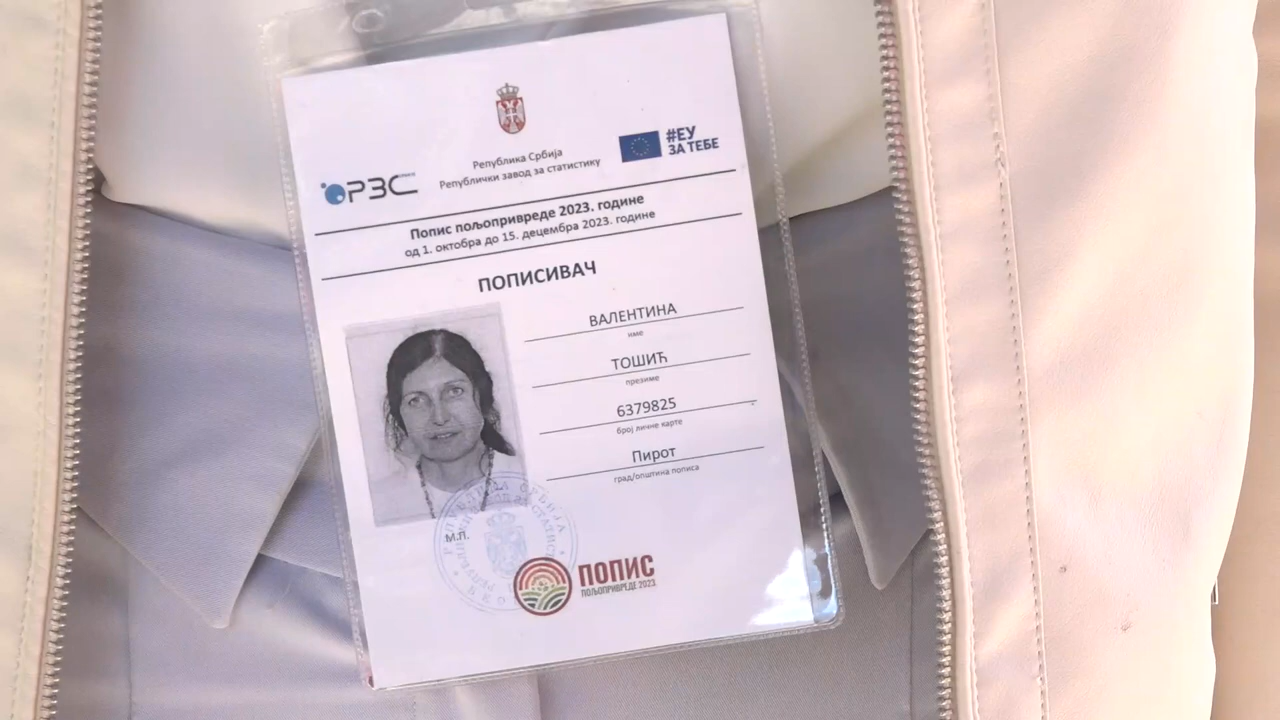 #ЕУ
ЗА ТЕБЕ
Република Србија
Републички завод за статистику
РЗС
Попис пољопривреде 2023. године
од 1. октобра до 15. децембра 2023. године
ПОПИСИВАЧ
ВАЛЕНТИНА
име
ТОШИЋ
презиме
6379825
број личне карте
Пирот
град/општина пописа
М.П.
ПОПИС
ПОЉОПРИВРЕДЕ 2023.